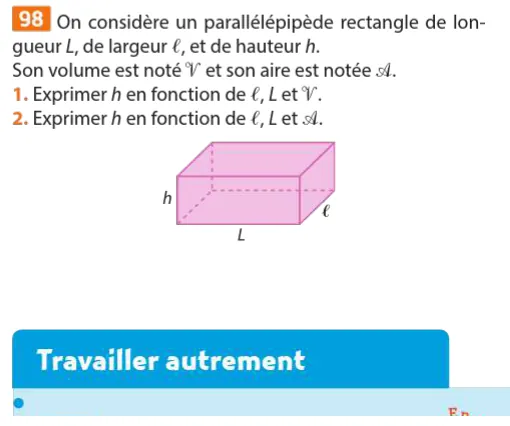 98 On considère un parallélépipède rectangle de lon-
gueur L, de largeur ℓ, et de hauteur h.
Son volume est noté 𝒱 et son aire est notée 𝒜.
1. Exprimer h en fonction de ℓ, L et 𝒱.
2. Exprimer h en fonction de ℓ, L et 𝒜.
h
ℓ
L
Travailler autrement